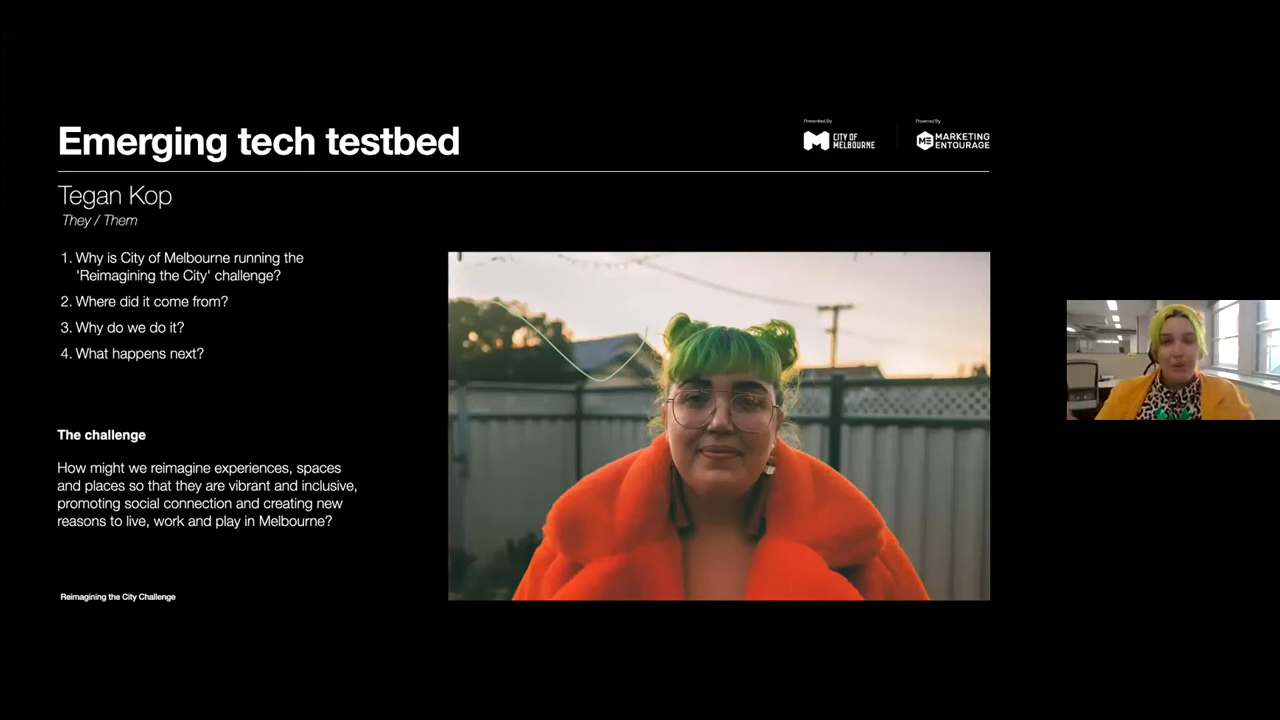 Emerging tech testbed
Presented By
CITY OF
MELBOURNE
Powered By
ME
MARKETING
ENTOURAGE
Tegan Kop
They / Them
1. Why is City of Melbourne running the
'Reimagining the City' challenge?
2. Where did it come from?
3. Why do we do it?
4. What happens next?
The challenge
How might we reimagine experiences, spaces
and places so that they are vibrant and inclusive,
promoting social connection and creating new
reasons to live, work and play in Melbourne?
Reimagining the City Challenge